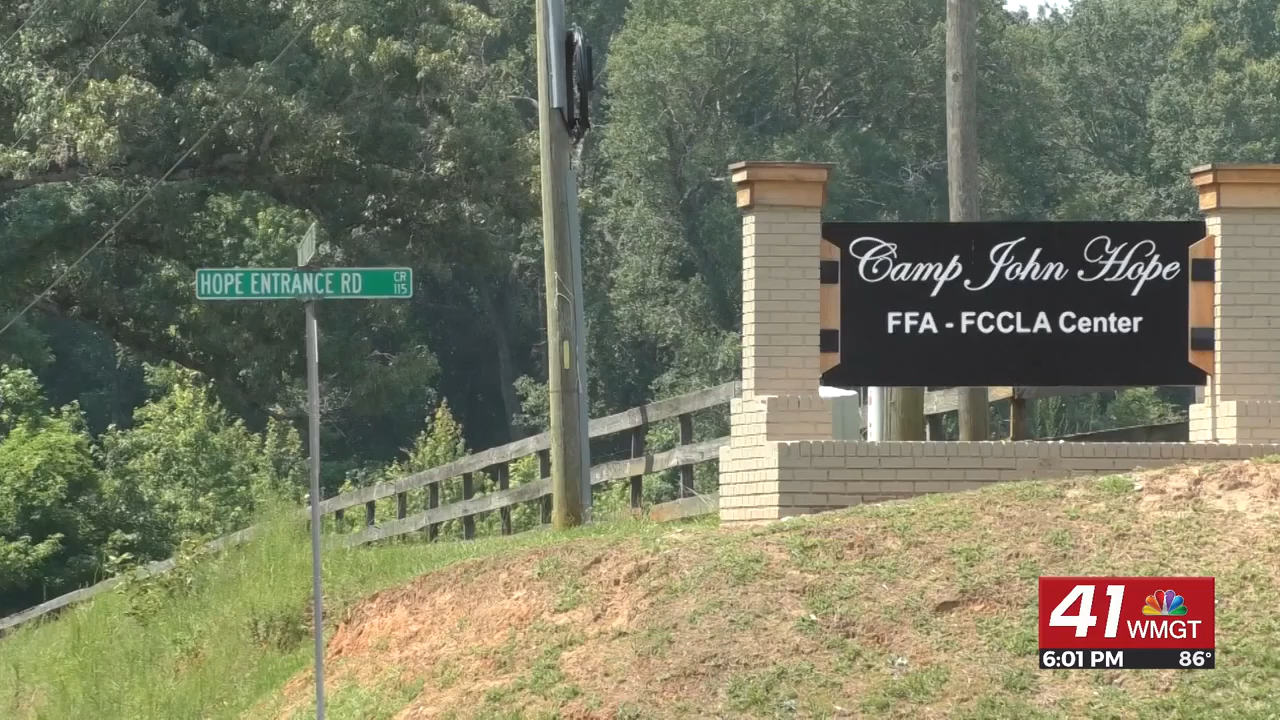 HOPE ENTRANCE RD CR 115
Camp John Hope
FFA - FCCLA Center
41 WMGT
6:01 PM 86°